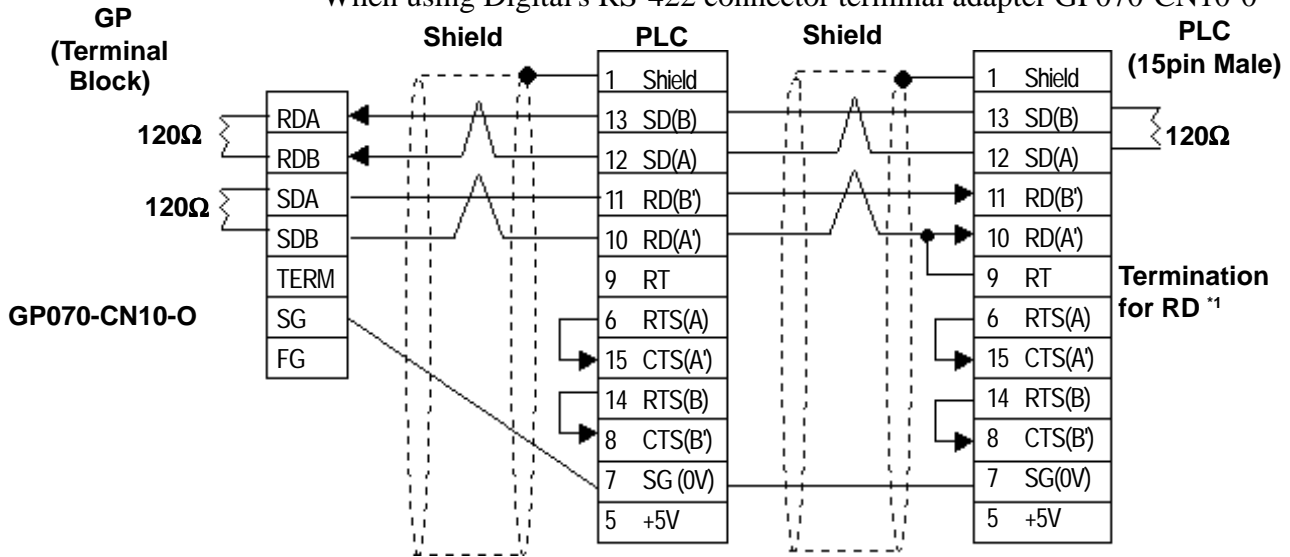 When using Digital's RS-422 connector terminal adapter GP070-CN10-0
GP
(Terminal
Block)
Shield
PLC
Shield
PLC
(15pin Male)
120Ω
120Ω
GP070-CN10-O
RDA
RDB
SDA
SDB
TERM
SG
FG
1 Shield
13 SD(B)
12 SD(A)
11 RD(B')
10 RD(A')
9 RT
6 RTS(A)
15 CTS(A')
14 RTS(B)
8 CTS(B')
7 SG (0V)
5 +5V
1 Shield
13 SD(B)
12 SD(A)
11 RD(B')
10 RD(A')
9 RT
6 RTS(A)
15 CTS(A')
14 RTS(B)
8 CTS(B')
7 SG(0V)
5 +5V
120Ω
Termination
for RD *1